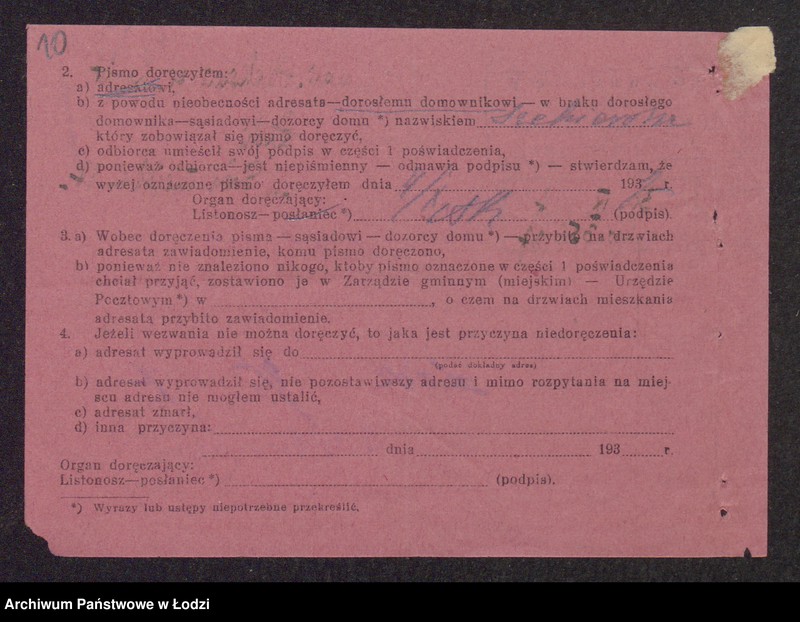 10
2. Pismo doręczyłem:
a) adresatowi,
b) z powodu nieobecności adresata—dorosłemu domownikowi — w braku dorosłego
domownika—sąsiadowi—dozorcy domu *) nazwiskiem
który zobowiązał się pismo doręczyć,
c) odbiorca umieścił swój podpis w części 1 poświadczenia,
d) ponieważ odbiorca—jest niepiśmienny — odmawia podpisu *) — stwierdzam, że
wyżej oznaczone pismo doręczyłem dnia 193 r.
Organ doręczający:
Listonosz—posłaniec *) (podpis).
3. a) Wobec doręczenia pisma — sąsiadowi — dozorcy domu *) — przybito na drzwiach
adresata zawiadomienie, komu pismo doręczono,
b) ponieważ nie znaleziono nikogo, ktoby pismo oznaczone w części 1 poświadczenia
chciał przyjąć, zostawiono je w Zarządzie gminnym (miejskim) — Urzędzie
Pocztowym *) w , o czem na drzwiach mieszkania
adresata przybito zawiadomienie.
4. Jeżeli wezwania nie można doręczyć, to jaka jest przyczyna niedoręczenia:
a) adresat wyprowadził się do
(podać dokładny adres)
b) adresat wyprowadził się, nie pozostawiwszy adresu i mimo rozpytania na miej-
scu adresu nie mogłem ustalić,
c) adresat zmarł,
d) inna przyczyna:
dnia 193 r.
Organ doręczający:
Listonosz—posłaniec *) (podpis).
*) Wyrazy lub ustępy niepotrzebne przekreślić.
Archiwum Państwowe w Łodzi